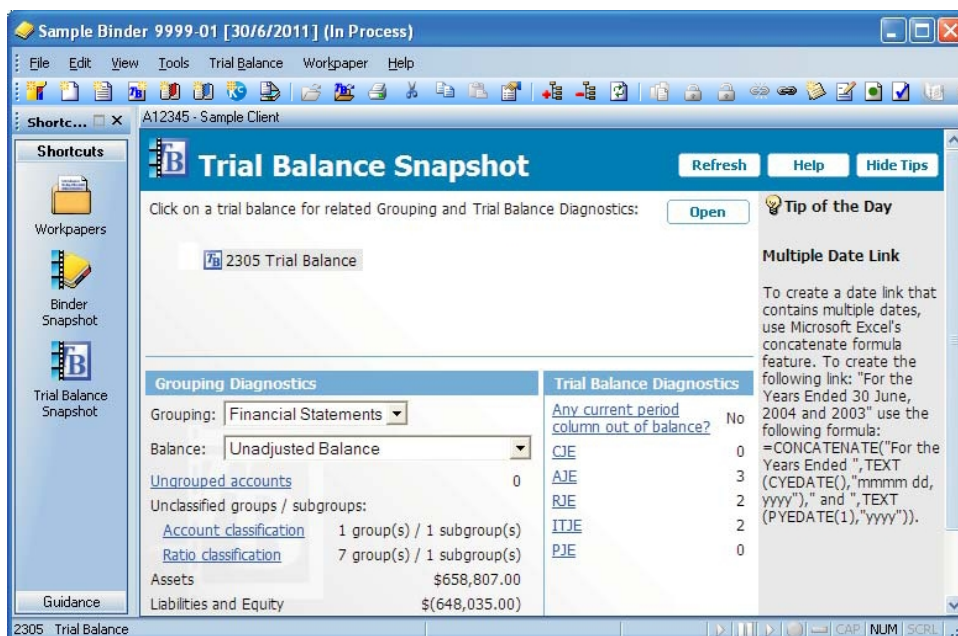 Sample Binder 9999-01 [30/6/2011] (In Process)
File Edit View Tools Trial Balance Workpaper Help
Shortc...
A12345 - Sample Client
Shortcuts
Workpapers
Binder
Snapshot
Trial Balance
Snapshot
Guidance
TB Trial Balance Snapshot
Refresh Help Hide Tips
Click on a trial balance for related Grouping and Trial Balance Diagnostics:
Open
2305 Trial Balance
Grouping Diagnostics
Grouping: Financial Statements
Balance: Unadjusted Balance
Ungrouped accounts 0
Unclassified groups / subgroups:
Account classification 1 group(s) / 1 subgroup(s)
Ratio classification 7 group(s) / 1 subgroup(s)
Assets $658,807.00
Liabilities and Equity $(648,035.00)
Trial Balance Diagnostics
Any current period
column out of balance? No
CJE 0
AJE 3
RJE 2
ITJE 2
PJE 0
Tip of the Day
Multiple Date Link
To create a date link that
contains multiple dates,
use Microsoft Excel's
concatenate formula
feature. To create the
following link: "For the
Years Ended 30 June,
2004 and 2003" use the
following formula:
=CONCATENATE("For the
Years Ended ",TEXT
(CYEDATE(),"mmmm dd,
yyyy")," and ",TEXT
(PYEDATE(1),"yyyy")).
2305 Trial Balance
CAP NUM SCRL